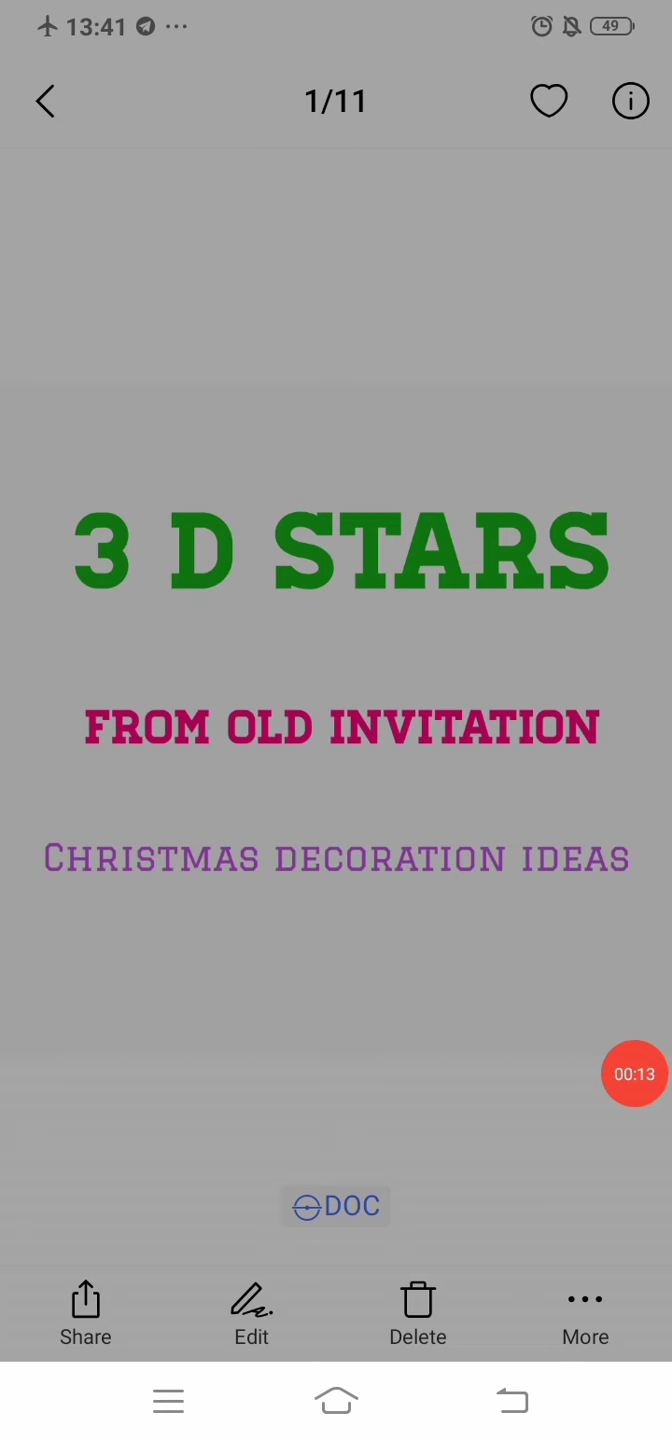 13:41 ... 49
1/11
3 D STARS
FROM OLD INVITATION
CHRISTMAS DECORATION IDEAS
00:13
DOC
Share Edit Delete More